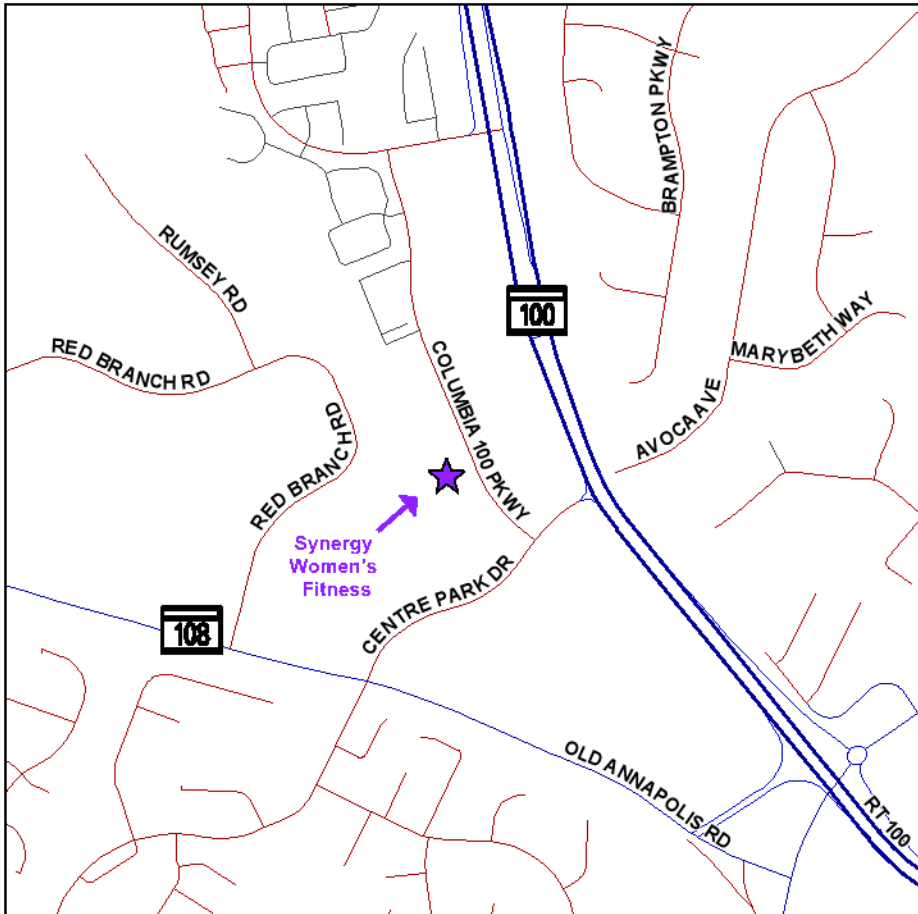 BRAMPTON PKWY
RUMSEY RD
100
RED BRANCH RD
MARYBETH WAY
COLUMBIA 100 PKWY
AVOCA AVE
RED BRANCH RD
Synergy
Women's
Fitness
CENTRE PARK DR
108
OLD ANNAPOLIS RD
RT 100